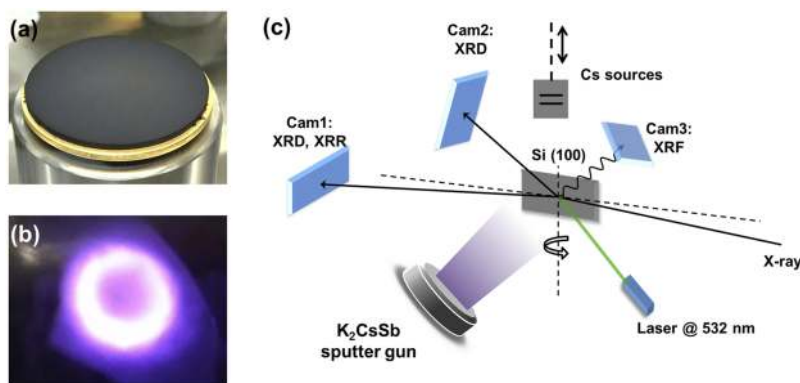 (a)
(b)
(c)
Cam2:
XRD
Cs sources
Cam1:
XRD, XRR
Si (100)
Cam3:
XRF
X-ray
Laser @ 532 nm
K₂CsSb
sputter gun